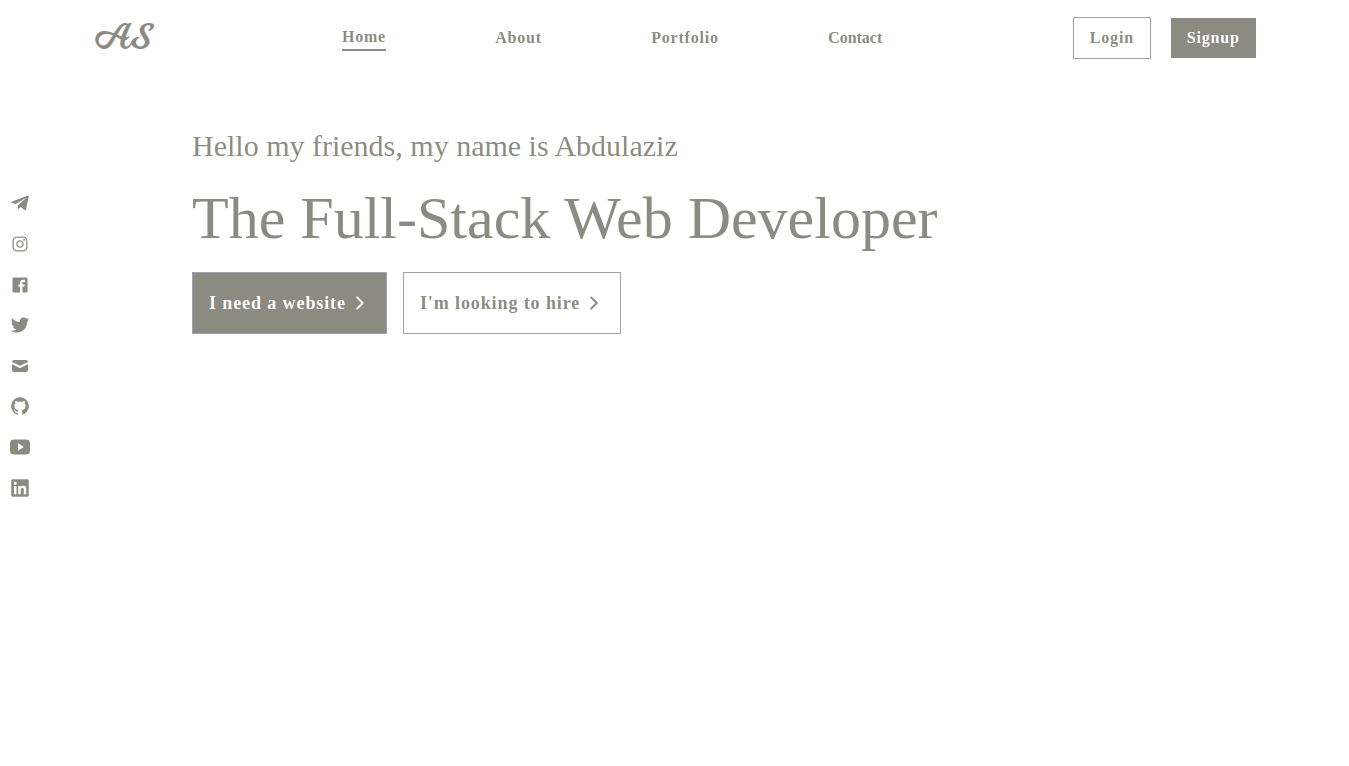 AS
Home
About
Portfolio
Contact
Login
Signup
Hello my friends, my name is Abdulaziz
The Full-Stack Web Developer
I need a website
I'm looking to hire